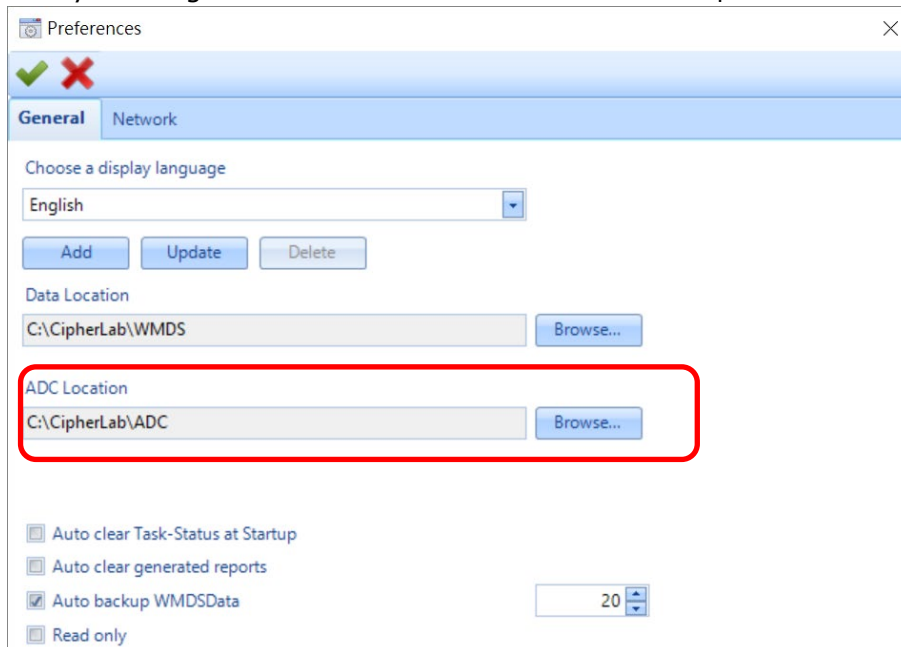 Preferences
General Network
Choose a display language
English
Add Update Delete
Data Location
C:\CipherLab\WMDS Browse...
ADC Location
C:\CipherLab\ADC Browse...
Auto clear Task-Status at Startup
Auto clear generated reports
Auto backup WMDSData 20
Read only